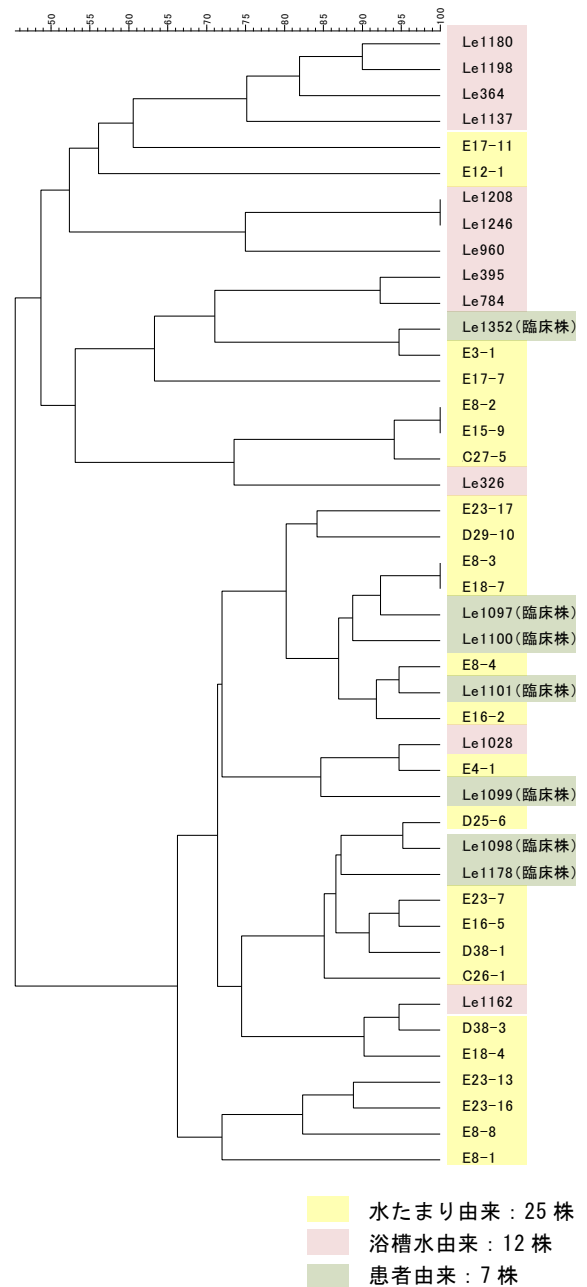 -50 -55 -60 -65 -70 -75 -80 -85 -90 -95 -100
Le1180
Le1198
Le364
Le1137
E17-11
E12-1
Le1208
Le1246
Le960
Le395
Le784
Le1352(臨床株)
E3-1
E17-7
E8-2
E15-9
C27-5
Le326
E23-17
D29-10
E8-3
E18-7
Le1097(臨床株)
Le1100(臨床株)
E8-4
Le1101(臨床株)
E16-2
Le1028
E4-1
Le1099(臨床株)
D25-6
Le1098(臨床株)
Le1178(臨床株)
E23-7
E16-5
D38-1
C26-1
Le1162
D38-3
E18-4
E23-13
E23-16
E8-8
E8-1
水たまり由来：25 株
浴槽水由来：12 株
患者由来：7 株